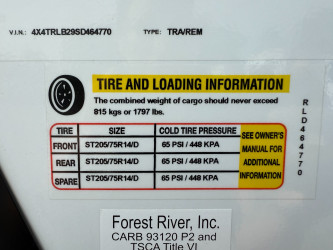 V.I.N.: 4X4TRLB29SD464770 TYPE: TRA/REM
TIRE AND LOADING INFORMATION
The combined weight of cargo should never exceed
815 kgs or 1797 lbs.
TIRE SIZE COLD TIRE PRESSURE SEE OWNER'S
FRONT ST205/75R14/D 65 PSI / 448 KPA MANUAL FOR
REAR ST205/75R14/D 65 PSI / 448 KPA ADDITIONAL
SPARE ST205/75R14/D 65 PSI / 448 KPA INFORMATION
RLD464770
Forest River, Inc.
CARB 93120 P2 and
TSCA Title VI